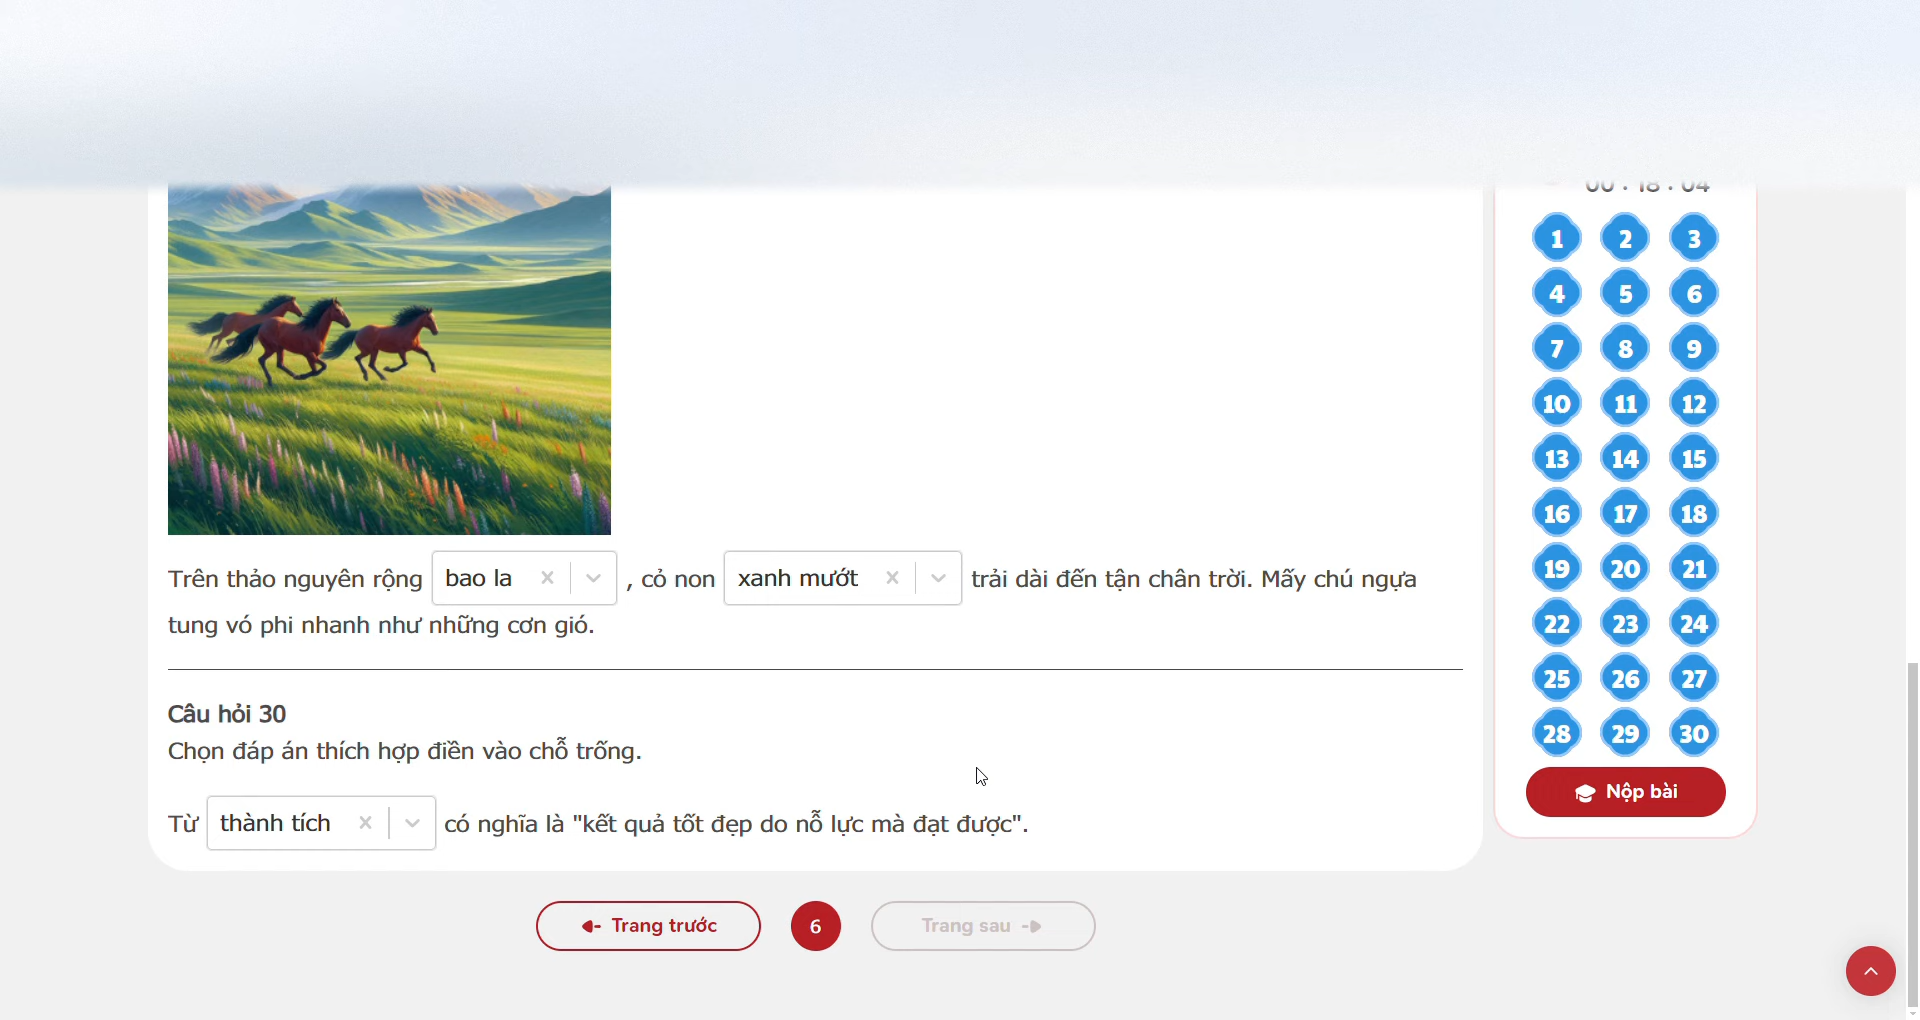 00 : 18 : 04
1 2 3
4 5 6
7 8 9
10 11 12
13 14 15
16 17 18
19 20 21
22 23 24
25 26 27
28 29 30
Nộp bài
Trên thảo nguyên rộng bao la , cỏ non xanh mướt trải dài đến tận chân trời. Mấy chú ngựa
tung vó phi nhanh như những cơn gió.
Câu hỏi 30
Chọn đáp án thích hợp điền vào chỗ trống.
Từ thành tích có nghĩa là "kết quả tốt đẹp do nỗ lực mà đạt được".
Trang trước 6 Trang sau